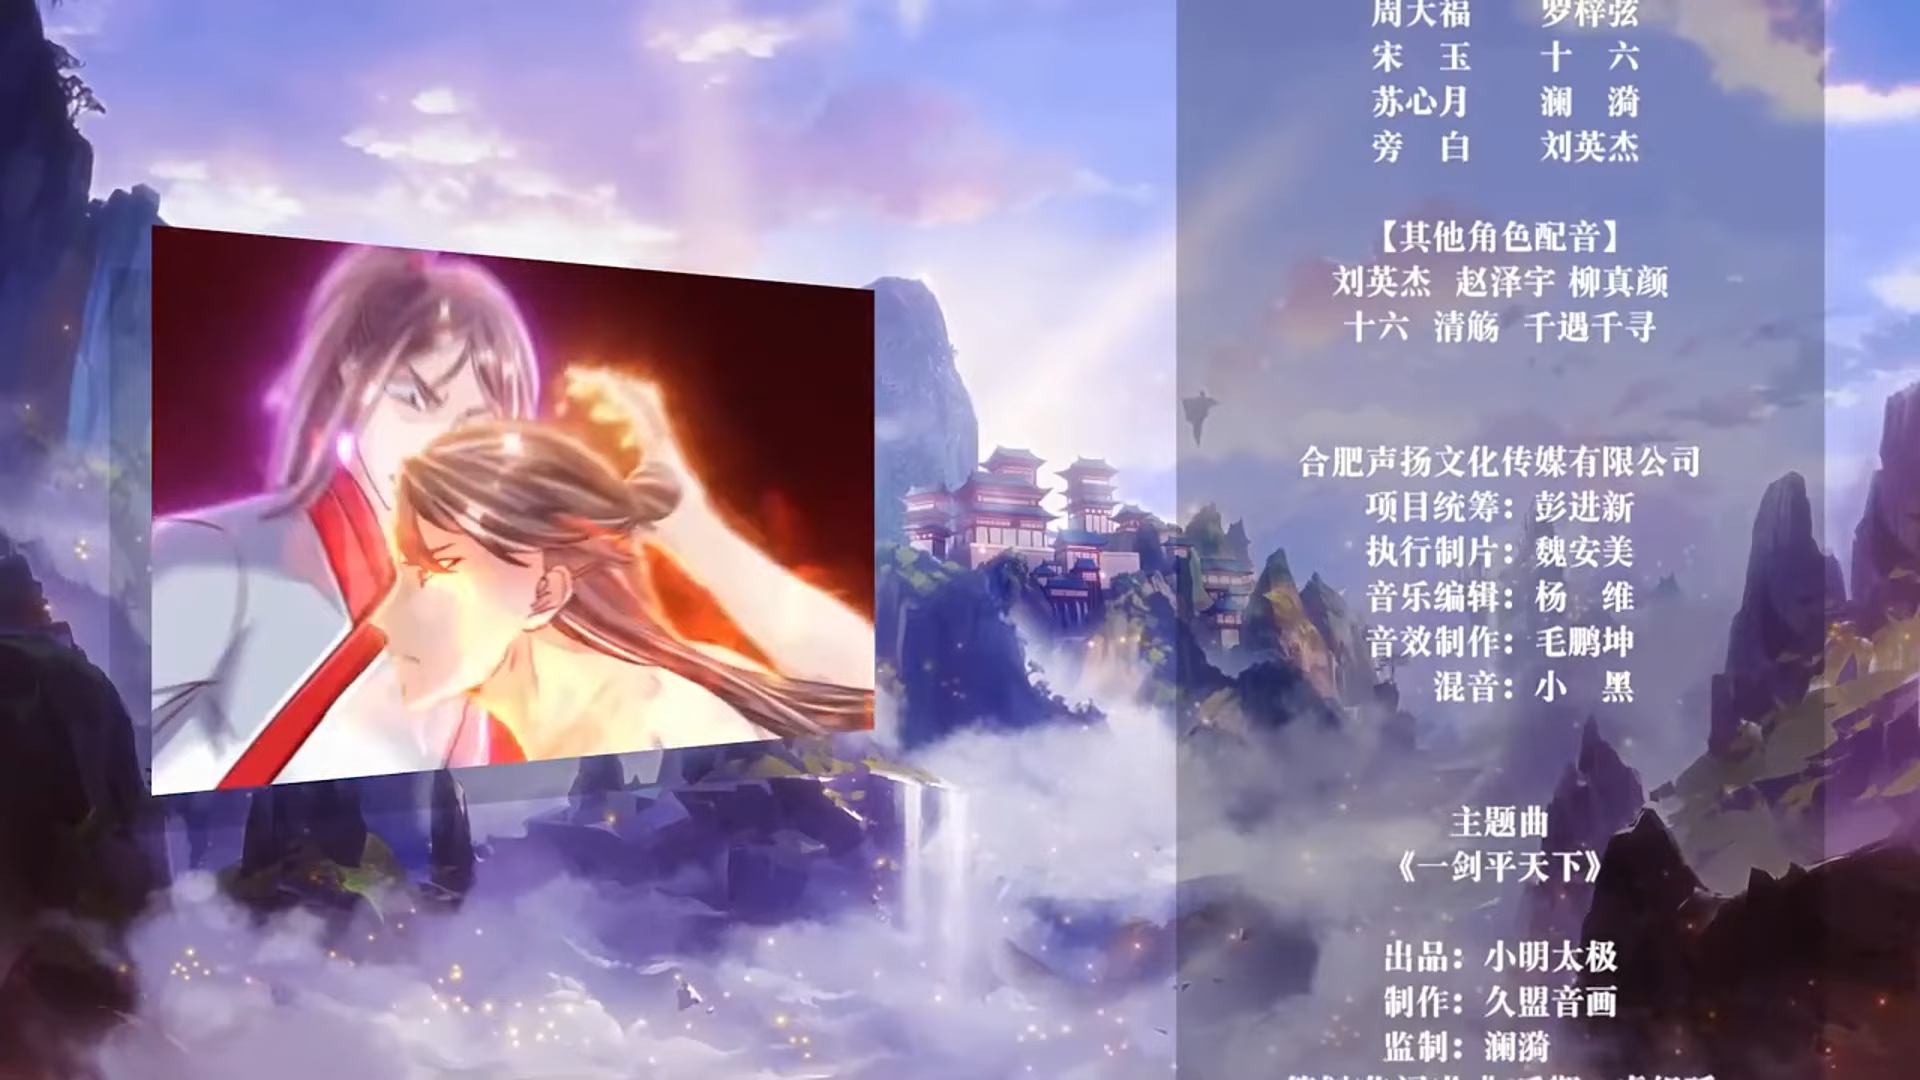 周大福 罗梓弦
宋 玉 十 六
苏心月 澜 漪
旁 白 刘英杰
【其他角色配音】
刘英杰 赵泽宇 柳真颜
十六 清觞 千遇千寻
合肥声扬文化传媒有限公司
项目统筹：彭进新
执行制片：魏安美
音乐编辑：杨 维
音效制作：毛鹏坤
混音：小 黑
主题曲
《一剑平天下》
出品：小明太极
制作：久盟音画
监制：澜漪